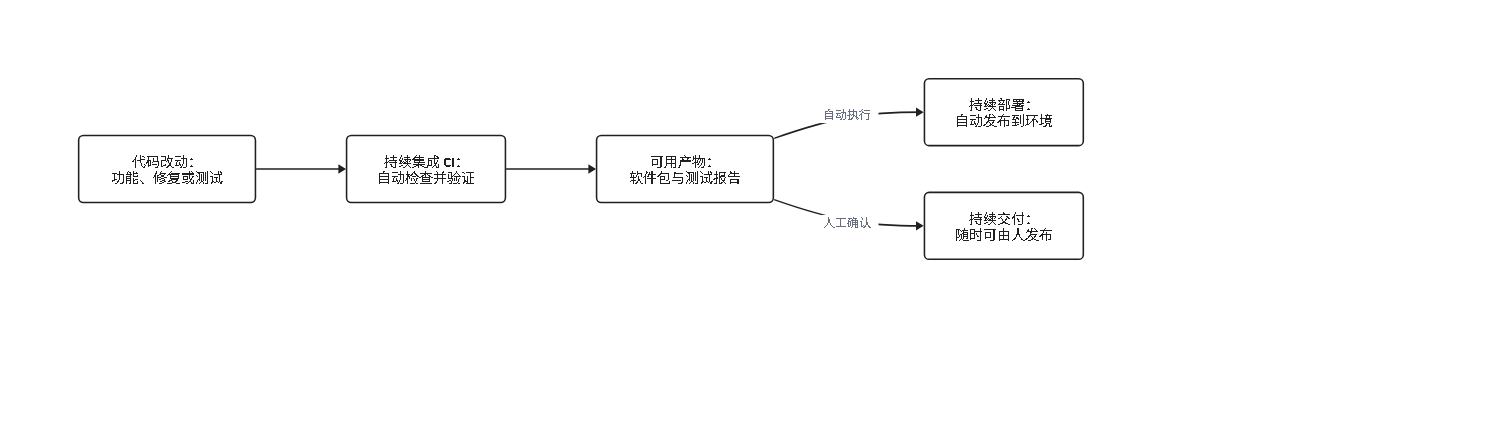 代码改动：
功能、修复或测试
持续集成 CI：
自动检查并验证
可用产物：
软件包与测试报告
自动执行
持续部署：
自动发布到环境
人工确认
持续交付：
随时可由人发布